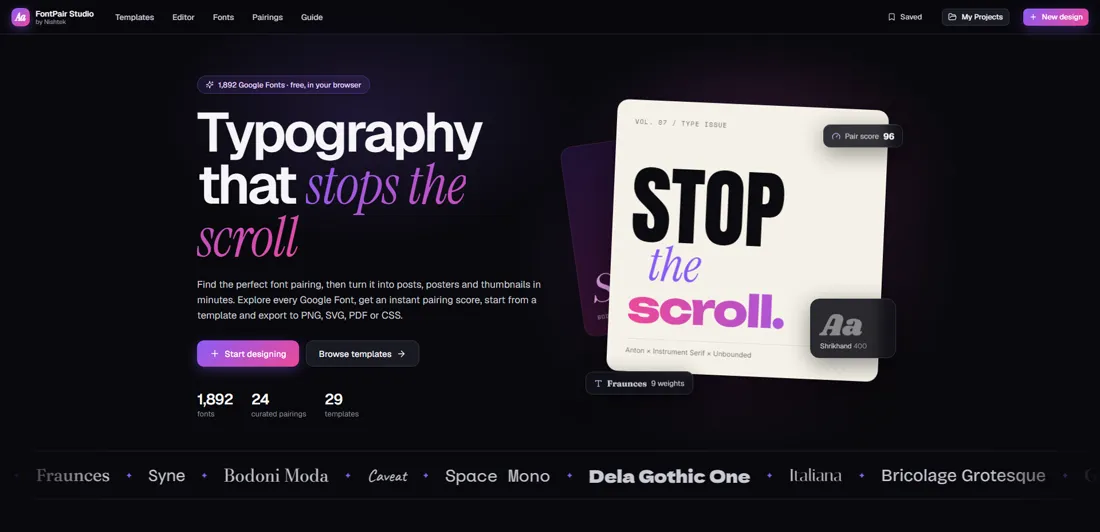 Aa
FontPair Studio
by Niahtek
Templates
Editor
Fonts
Pairings
Guide
Saved
My Projects
New design
1,892 Google Fonts · free, in your browser
Typography
that stops the
scroll
Find the perfect font pairing, then turn it into posts, posters and thumbnails in
minutes. Explore every Google Font, get an instant pairing score, start from a
template and export to PNG, SVG, PDF or CSS.
Start designing
Browse templates
1,892
fonts
24
curated pairings
29
templates
VOL. 07 / TYPE ISSUE
Pair score 96
STOP
the
scroll.
Anton × Instrument Serif × Unbounded
Aa
Shrikhand 400
Fraunces 9 weights
Fraunces
Syne
Bodoni Moda
Caveat
Space Mono
Dela Gothic One
Italiana
Bricolage Grotesque